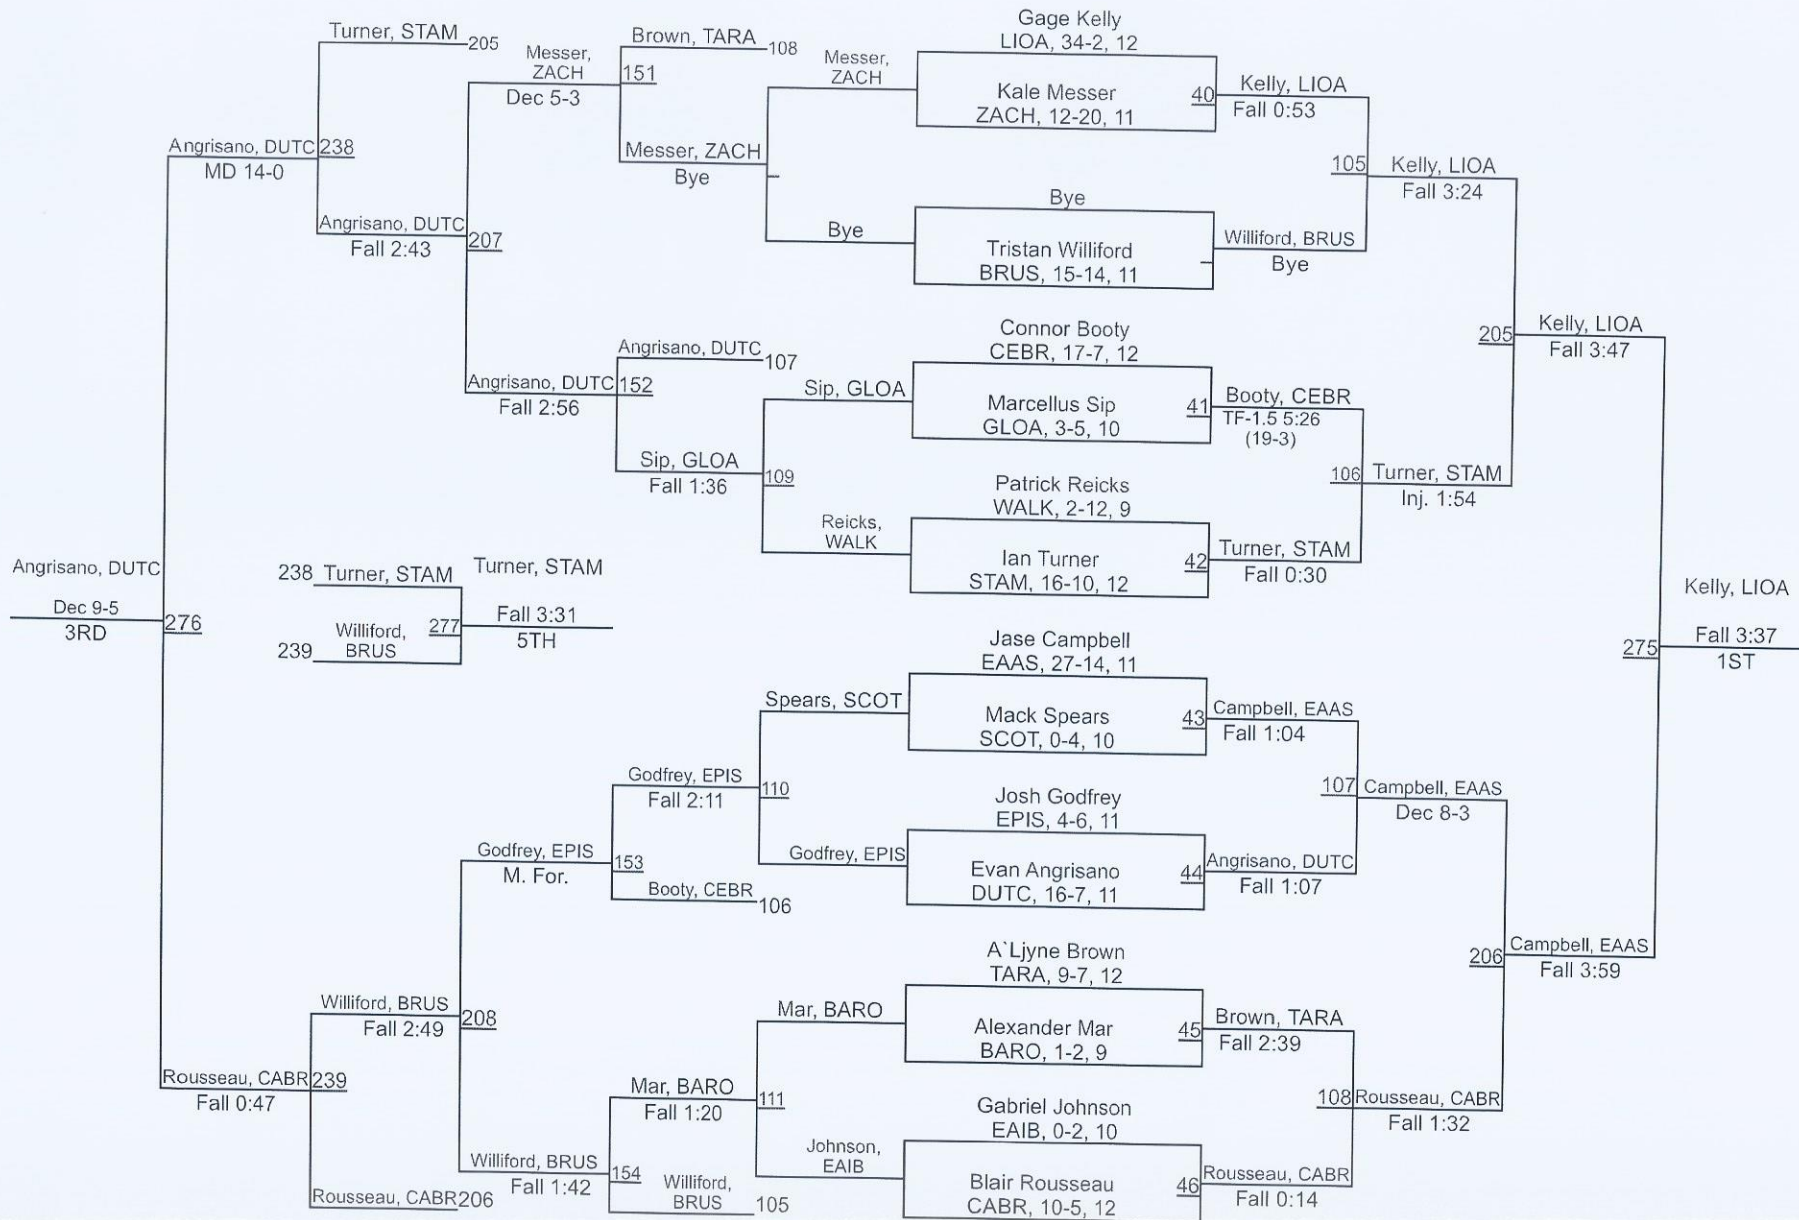 Gage Kelly
LIOA, 34-2, 12
Turner, STAM 205
Brown, TARA 108
Messer,
ZACH
151
Dec 5-3
Messer,
ZACH
Kale Messer
ZACH, 12-20, 11
40
Kelly, LIOA
Fall 0:53
Angrisano, DUTC 238
MD 14-0
Messer, ZACH
Bye
105
Kelly, LIOA
Fall 3:24
Bye
Angrisano, DUTC
Fall 2:43
207
Bye
Tristan Williford
BRUS, 15-14, 11
Williford, BRUS
Bye
Connor Booty
CEBR, 17-7, 12
205
Kelly, LIOA
Fall 3:47
Angrisano, DUTC 107
Angrisano, DUTC 152
Fall 2:56
Sip, GLOA
Marcellus Sip
GLOA, 3-5, 10
41
Booty, CEBR
TF-1.5 5:26
(19-3)
Sip, GLOA
Fall 1:36
109
Patrick Reicks
WALK, 2-12, 9
106
Turner, STAM
Inj. 1:54
Reicks,
WALK
Ian Turner
STAM, 16-10, 12
42
Turner, STAM
Fall 0:30
Angrisano, DUTC
Dec 9-5
3RD
276
238 Turner, STAM
Turner, STAM
239
Williford,
BRUS
277
Fall 3:31
5TH
Kelly, LIOA
275
Fall 3:37
1ST
Jase Campbell
EAAS, 27-14, 11
Spears, SCOT
Mack Spears
SCOT, 0-4, 10
43
Campbell, EAAS
Fall 1:04
Godfrey, EPIS
Fall 2:11
110
Josh Godfrey
EPIS, 4-6, 11
107
Campbell, EAAS
Dec 8-3
Godfrey, EPIS
M. For.
153
Godfrey, EPIS
Evan Angrisano
DUTC, 16-7, 11
44
Angrisano, DUTC
Fall 1:07
Booty, CEBR 106
A`Ljyne Brown
TARA, 9-7, 12
206
Campbell, EAAS
Fall 3:59
Williford, BRUS
Fall 2:49
208
Mar, BARO
Alexander Mar
BARO, 1-2, 9
45
Brown, TARA
Fall 2:39
Rousseau, CABR 239
Fall 0:47
Mar, BARO
Fall 1:20
111
Gabriel Johnson
EAIB, 0-2, 10
108
Rousseau, CABR
Fall 1:32
Williford, BRUS
Fall 1:42
154
Johnson,
EAIB
Blair Rousseau
CABR, 10-5, 12
46
Rousseau, CABR
Fall 0:14
Rousseau, CABR 206
Williford,
BRUS
105